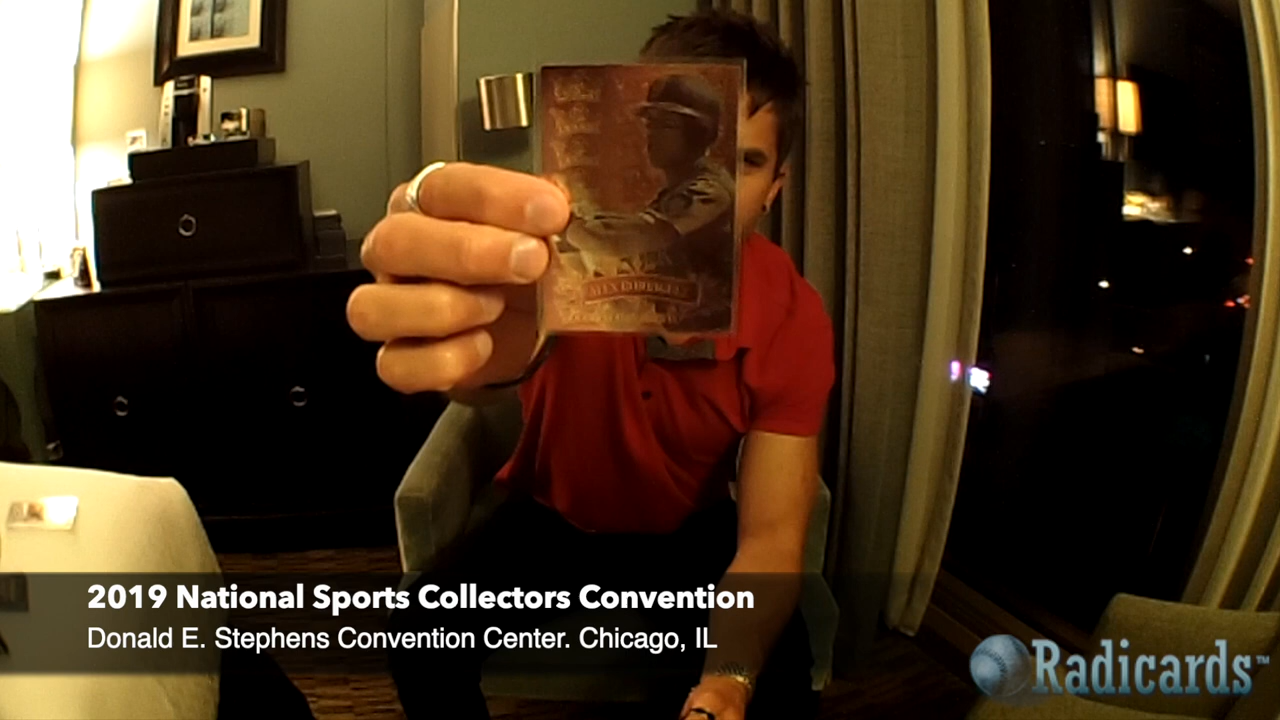 2019 National Sports Collectors Convention
Donald E. Stephens Convention Center. Chicago, IL
Radicards™